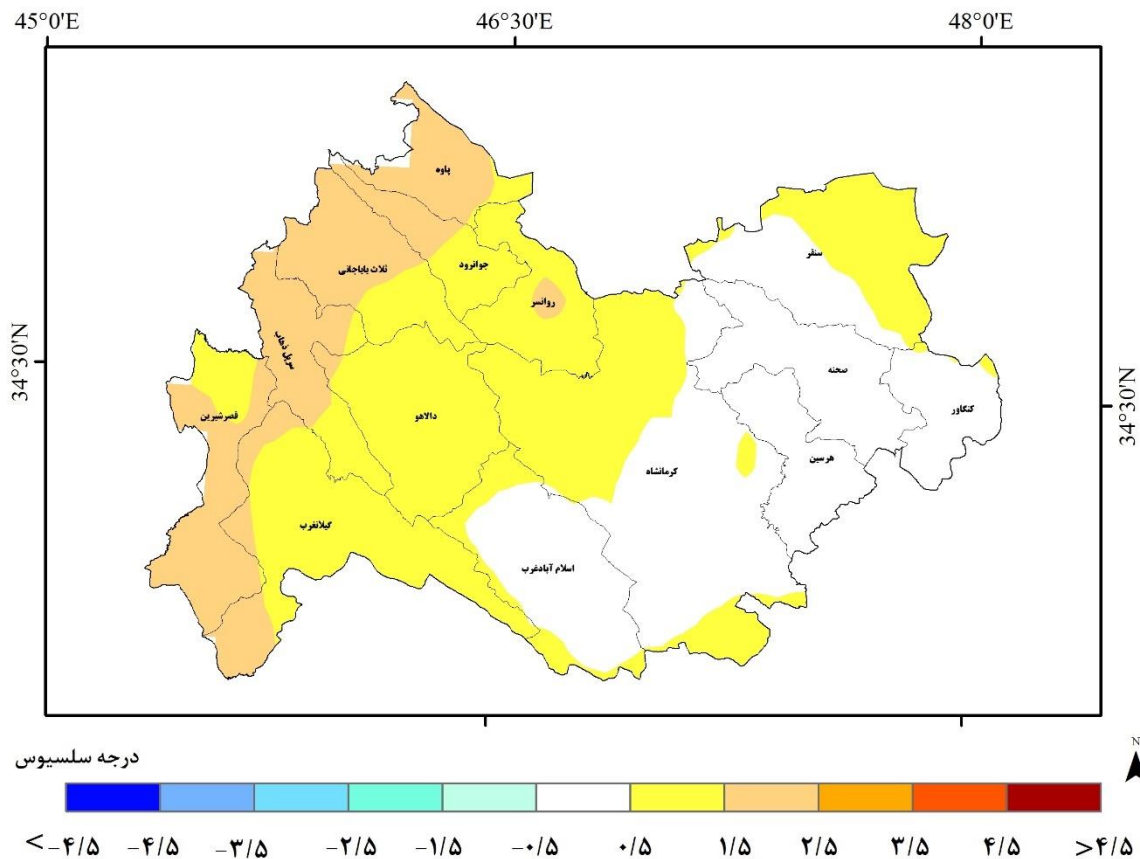 45°0'E 46°30'E 48°0'E
34°30'N
34°30'N
پاوه
جوانرود
ثلاث باباجانی
روانسر
سنقر
سرپل ذهاب
صحنه
کنگاور
قصرشیرین
دالاهو
هرسین
کرمانشاه
گیلانغرب
اسلام آبادغرب
درجه سلسیوس
N
<-۴/۵ -۴/۵ -۳/۵ -۲/۵ -۱/۵ -۰/۵ ۰/۵ ۱/۵ ۲/۵ ۳/۵ ۴/۵ >۴/۵